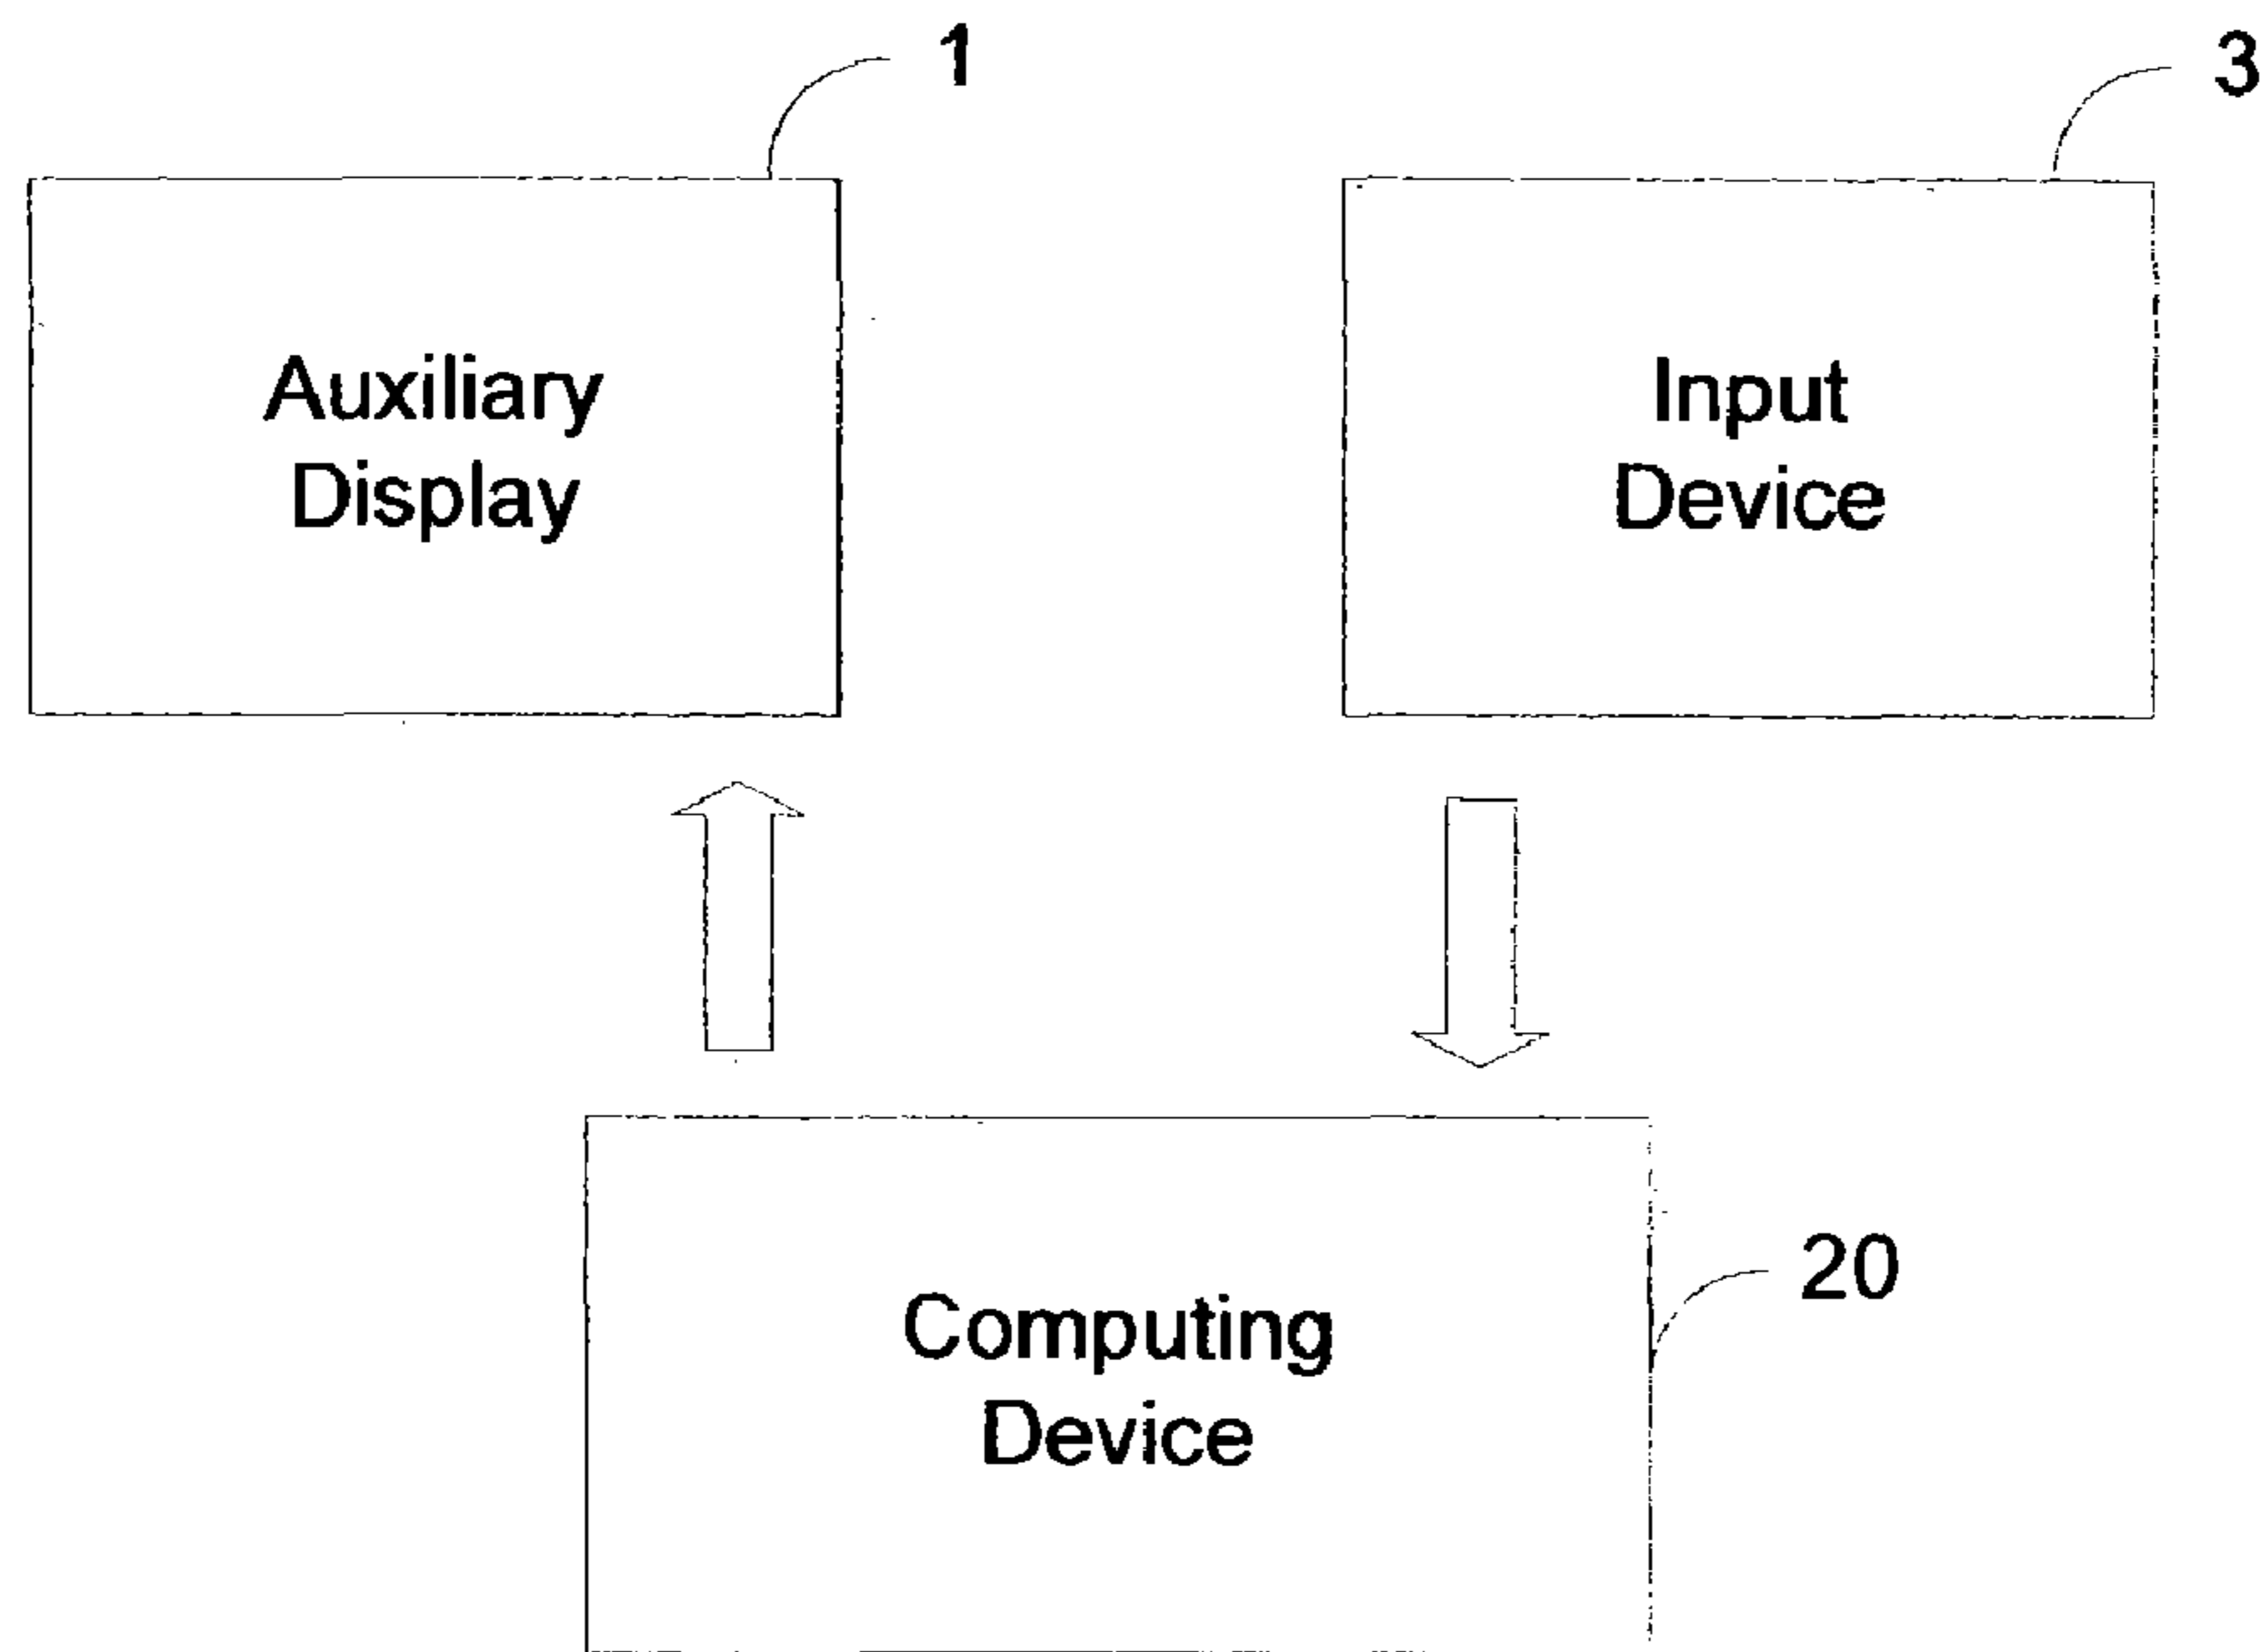 1
3
Auxiliary
Display
Input
Device
20
Computing
Device